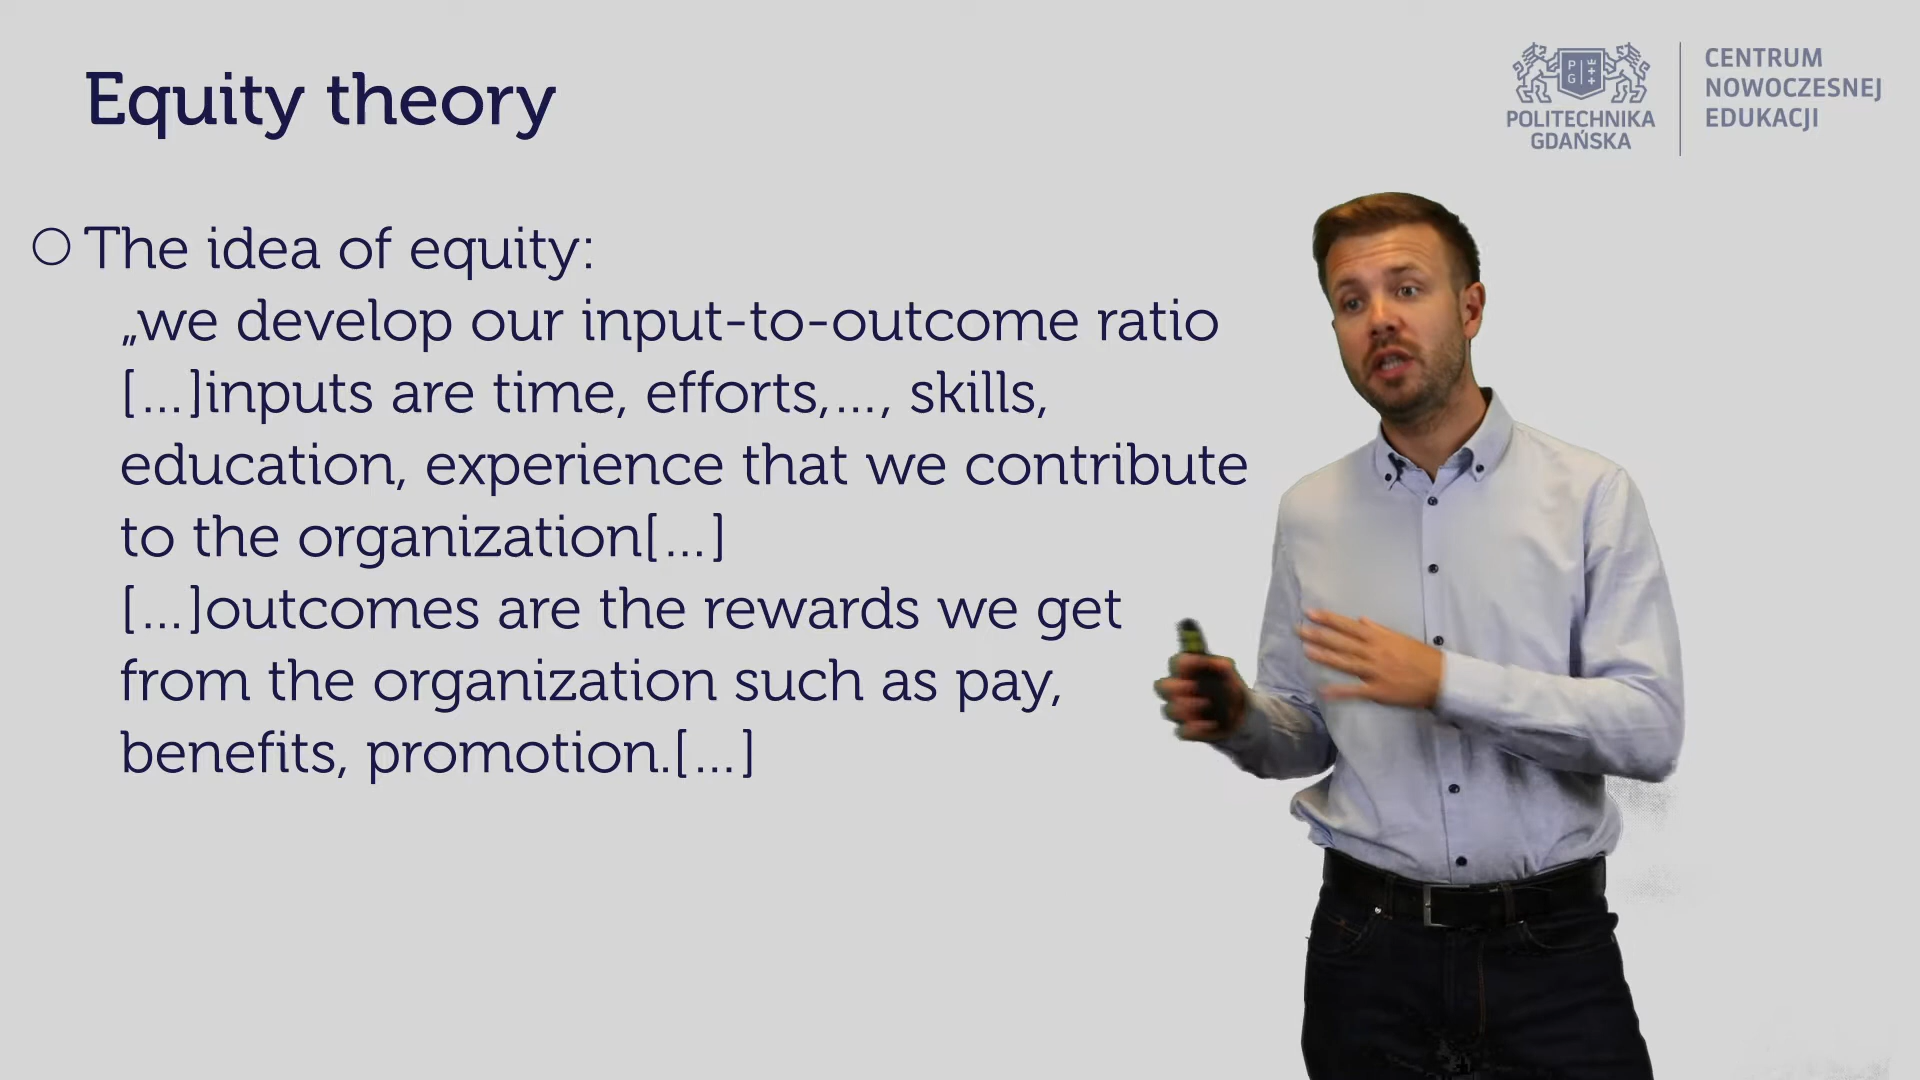 Equity theory
P G
POLITECHNIKA
GDAŃSKA
CENTRUM
NOWOCZESNEJ
EDUKACJI
The idea of equity:
„we develop our input-to-outcome ratio
[...]inputs are time, efforts,..., skills,
education, experience that we contribute
to the organization[...]
[...]outcomes are the rewards we get
from the organization such as pay,
benefits, promotion.[...]